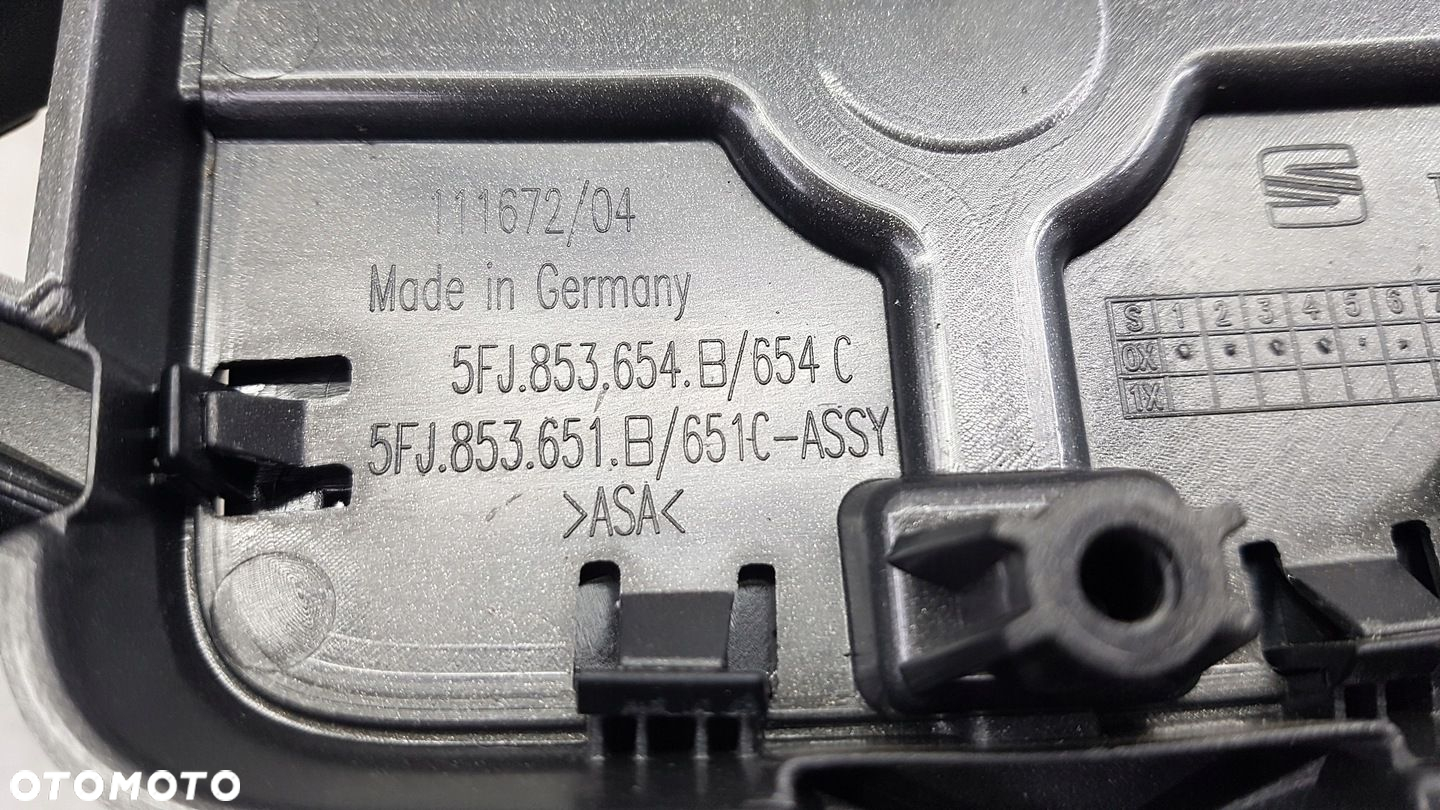 111672/04
Made in Germany
5FJ.853.654.B/654 C
5FJ.853.651.B/651C-ASSY
>ASA<
S 1 2 3 4 5 6 7
0X
1X
OTOMOTO